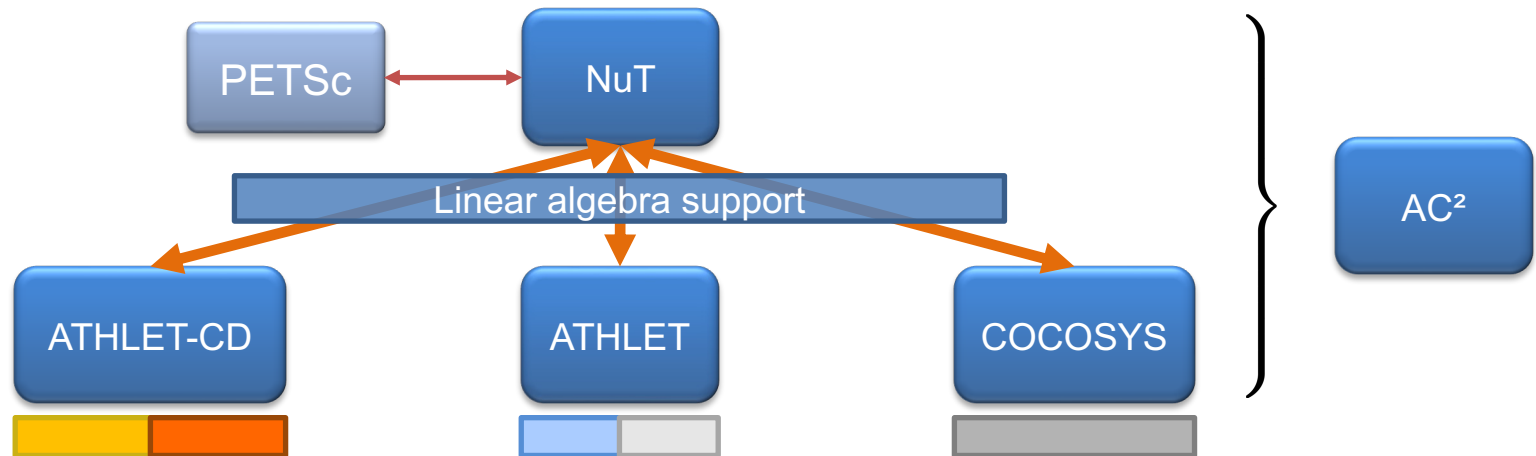 PETSc
NuT
Linear algebra support
AC²
ATHLET-CD
ATHLET
COCOSYS